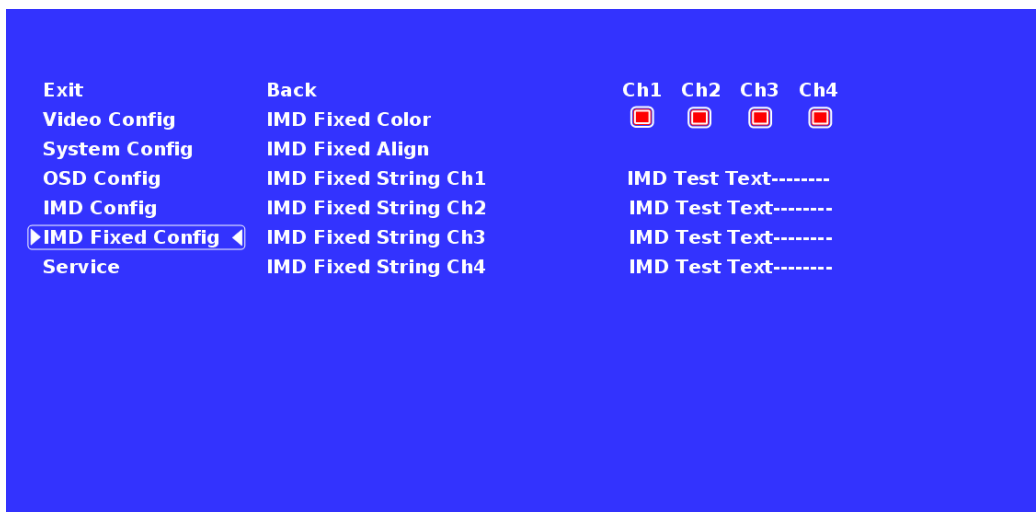 Exit Back Ch1 Ch2 Ch3 Ch4
Video Config IMD Fixed Color
System Config IMD Fixed Align
OSD Config IMD Fixed String Ch1 IMD Test Text--------
IMD Config IMD Fixed String Ch2 IMD Test Text--------
IMD Fixed Config IMD Fixed String Ch3 IMD Test Text--------
Service IMD Fixed String Ch4 IMD Test Text--------